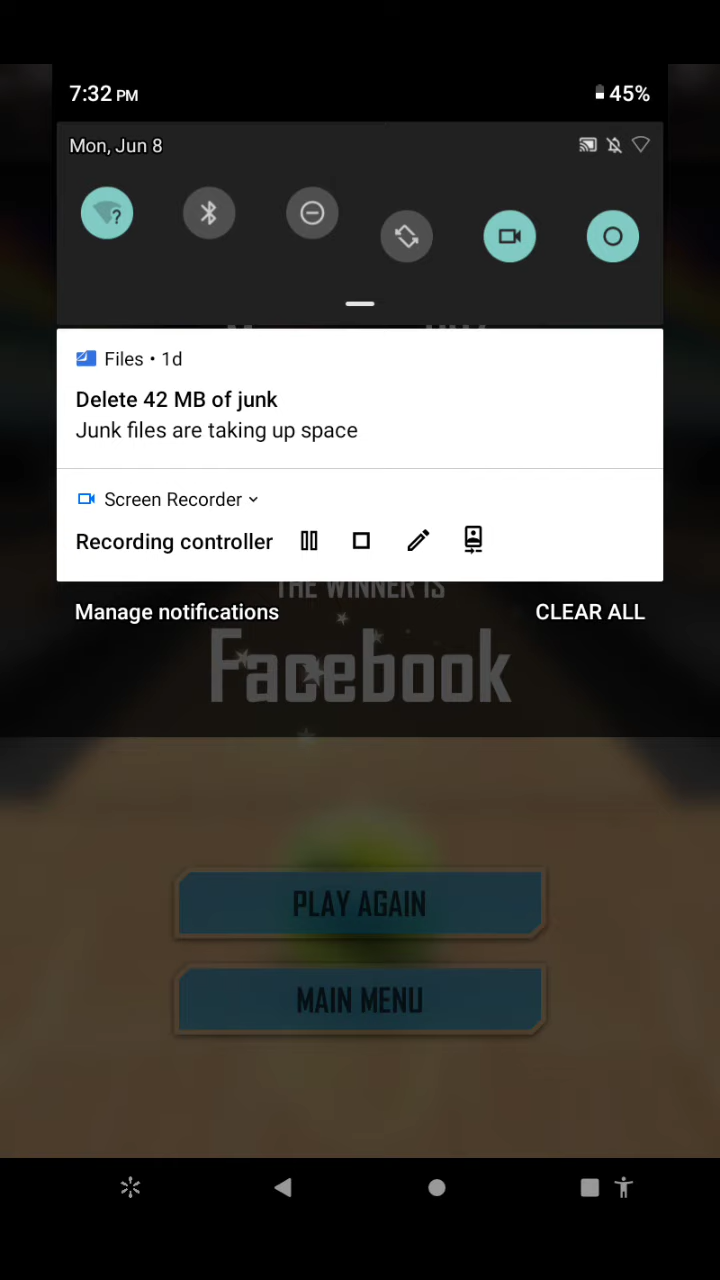 7:32 PM
45%
Mon, Jun 8
?
Files • 1d
Delete 42 MB of junk
Junk files are taking up space
Screen Recorder
Recording controller
THE WINNER IS
Manage notifications
CLEAR ALL
Facebook
PLAY AGAIN
MAIN MENU